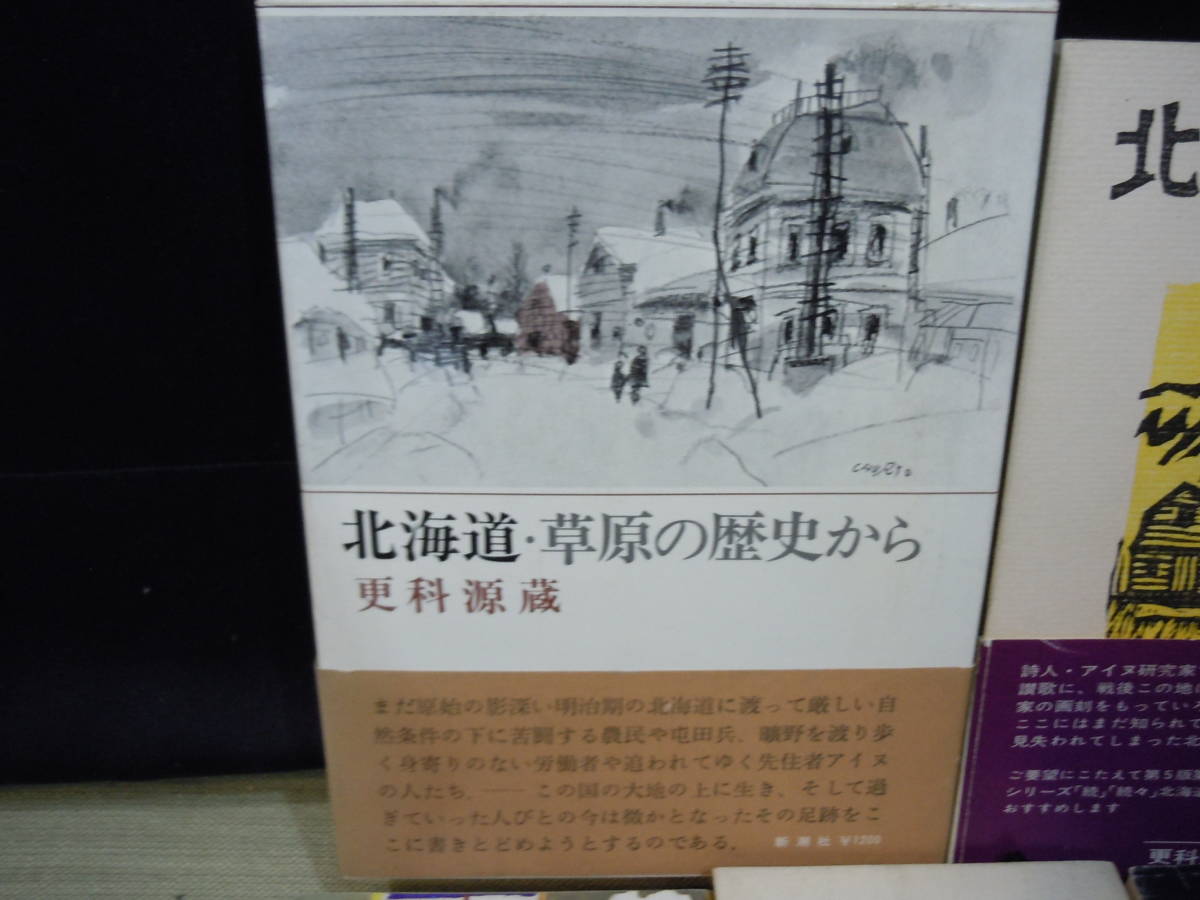 北海道・草原の歴史から
更科源蔵
まだ原始の影深い明治期の北海道に渡って厳しい自
然条件の下に苦闘する農民や屯田兵、曠野を渡り歩
く身寄りのない労働者や追われてゆく先住者アイヌ
の人たち、――この国の大地の上に生き、そして過
ぎていった人びとの今は微かとなったその足跡をこ
こに書きとどめようとするのである。
新潮社 ¥1200
北
詩人・アイヌ研究家
讃歌に、戦後この地
家の画刻をもってい
ここにはまだ知られて
見失われてしまった北
ご要望にこたえて第5版
シリーズ「続」「続々」北海
おすすめします
更科